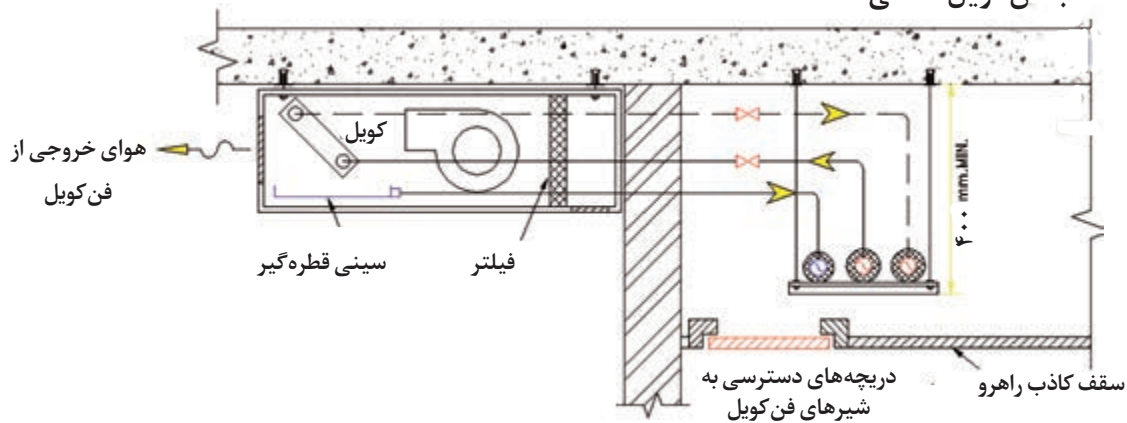 کویل
هوای خروجی از
فن‌کویل
سینی قطره‌گیر
فیلتر
۴۰۰ mm.MIN.
دریچه‌های دسترسی به
شیرهای فن‌کویل
سقف کاذب راهرو